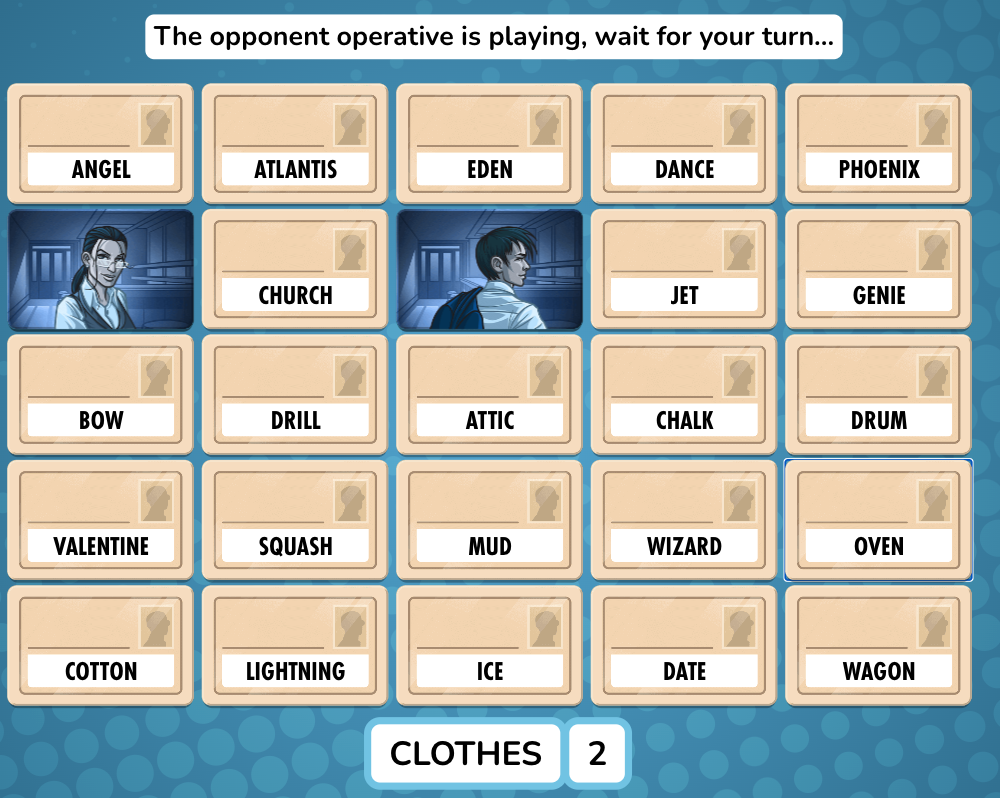 The opponent operative is playing, wait for your turn...
ANGEL
ATLANTIS
EDEN
DANCE
PHOENIX
CHURCH
JET
GENIE
BOW
DRILL
ATTIC
CHALK
DRUM
VALENTINE
SQUASH
MUD
WIZARD
OVEN
COTTON
LIGHTNING
ICE
DATE
WAGON
CLOTHES 2